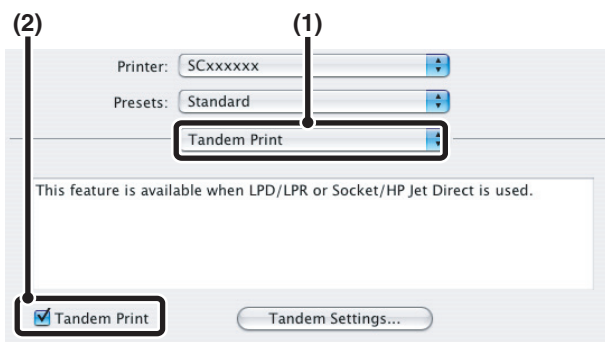 (2) (1)
Printer: SCxxxxxx
Presets: Standard
Tandem Print
This feature is available when LPD/LPR or Socket/HP Jet Direct is used.
Tandem Print Tandem Settings...